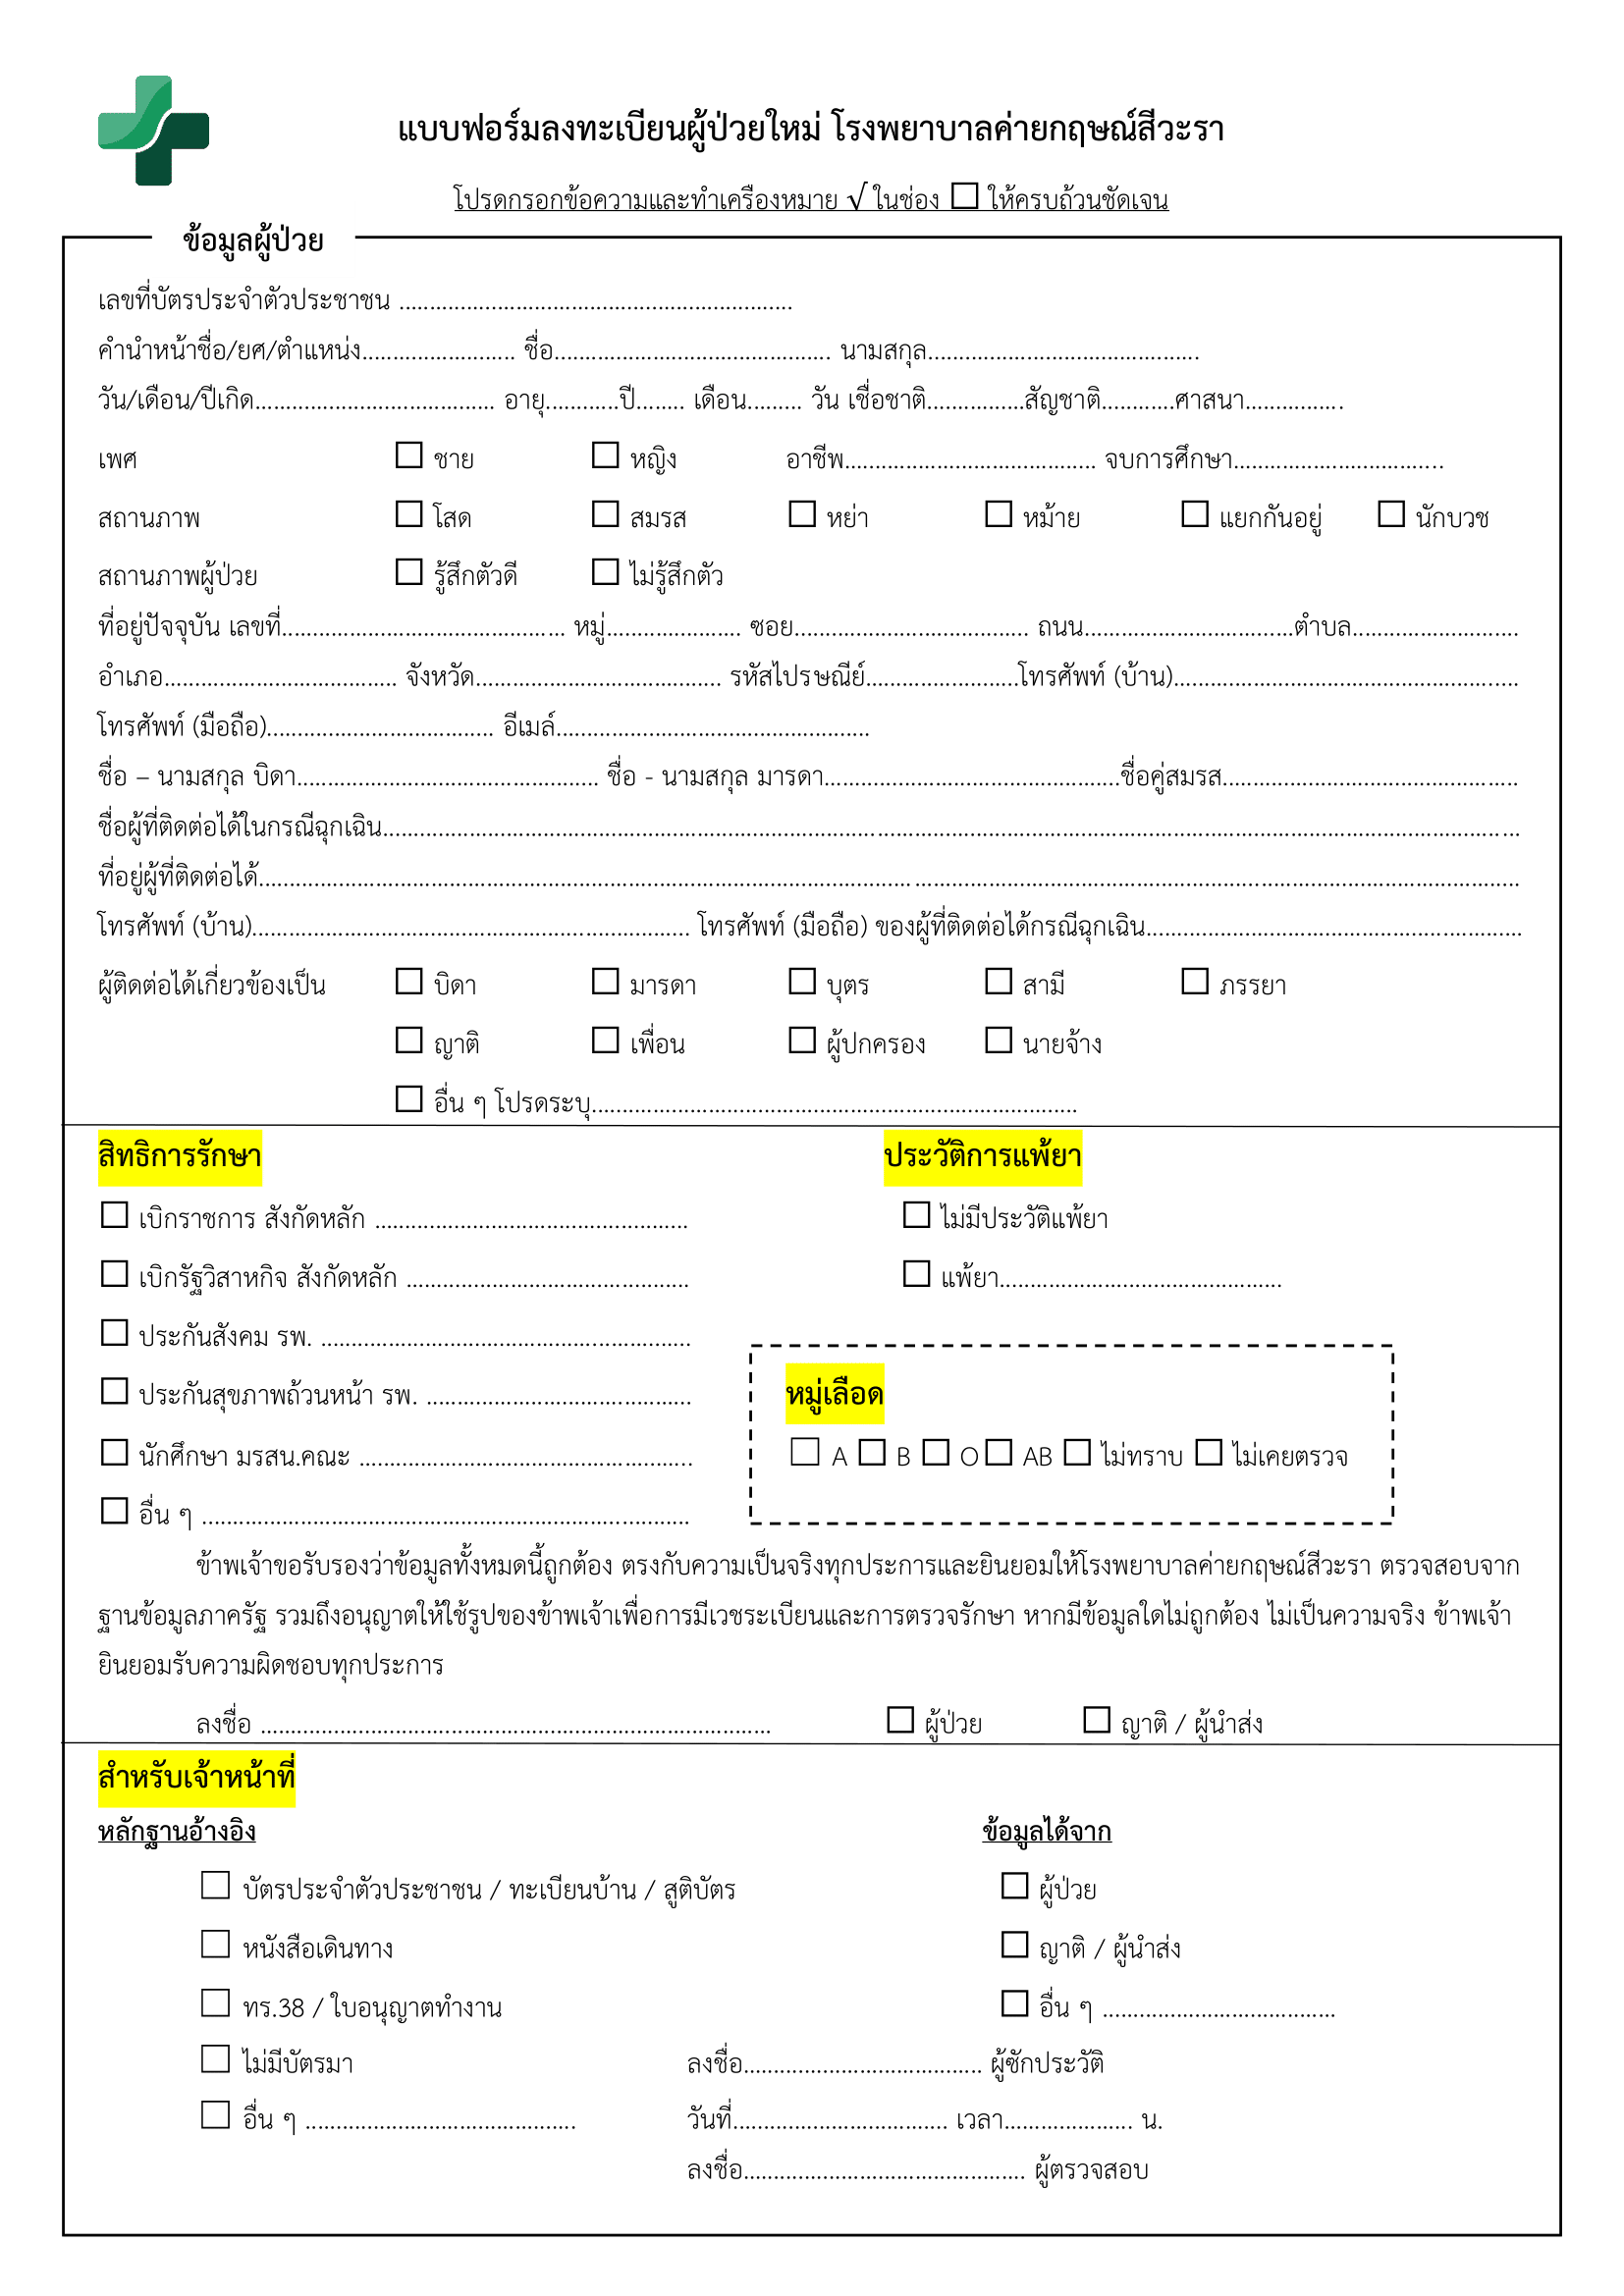 แบบฟอร์มลงทะเบียนผู้ป่วยใหม่ โรงพยาบาลค่ายกฤษณ์สีวะรา
โปรดกรอกข้อความและทำเครื่องหมาย √ ในช่อง ☐ ให้ครบถ้วนชัดเจน
ข้อมูลผู้ป่วย
เลขที่บัตรประจำตัวประชาชน ................................................................
คำนำหน้าชื่อ/ยศ/ตำแหน่ง......................... ชื่อ............................................. นามสกุล............................................
วัน/เดือน/ปีเกิด....................................... อายุ............ปี........ เดือน......... วัน เชื่อชาติ................สัญชาติ............ศาสนา................
เพศ ☐ ชาย ☐ หญิง อาชีพ......................................... จบการศึกษา..................................
สถานภาพ ☐ โสด ☐ สมรส ☐ หย่า ☐ หม้าย ☐ แยกกันอยู่ ☐ นักบวช
สถานภาพผู้ป่วย ☐ รู้สึกตัวดี ☐ ไม่รู้สึกตัว
ที่อยู่ปัจจุบัน เลขที่.............................................. หมู่...................... ซอย...................................... ถนน..................................ตำบล...........................
อำเภอ...................................... จังหวัด........................................ รหัสไปรษณีย์.........................โทรศัพท์ (บ้าน)........................................................
โทรศัพท์ (มือถือ)..................................... อีเมล์...................................................
ชื่อ – นามสกุล บิดา................................................. ชื่อ - นามสกุล มารดา................................................ชื่อคู่สมรส................................................
ชื่อผู้ที่ติดต่อได้ในกรณีฉุกเฉิน........................................................................................................................
ที่อยู่ผู้ที่ติดต่อได้........................................................................................................................
โทรศัพท์ (บ้าน)....................................................................... โทรศัพท์ (มือถือ) ของผู้ที่ติดต่อได้กรณีฉุกเฉิน.............................................................
ผู้ติดต่อได้เกี่ยวข้องเป็น ☐ บิดา ☐ มารดา ☐ บุตร ☐ สามี ☐ ภรรยา
☐ ญาติ ☐ เพื่อน ☐ ผู้ปกครอง ☐ นายจ้าง
☐ อื่น ๆ โปรดระบุ...............................................................................
สิทธิการรักษา ประวัติการแพ้ยา
☐ เบิกราชการ สังกัดหลัก ................................................... ☐ ไม่มีประวัติแพ้ยา
☐ เบิกรัฐวิสาหกิจ สังกัดหลัก .............................................. ☐ แพ้ยา..............................................
☐ ประกันสังคม รพ. ............................................................
☐ ประกันสุขภาพถ้วนหน้า รพ. ...........................................
หมู่เลือด
☐ นักศึกษา มรสน.คณะ ...................................................... ☐ A ☐ B ☐ O ☐ AB ☐ ไม่ทราบ ☐ ไม่เคยตรวจ
☐ อื่น ๆ ...............................................................................
ข้าพเจ้าขอรับรองว่าข้อมูลทั้งหมดนี้ถูกต้อง ตรงกับความเป็นจริงทุกประการและยินยอมให้โรงพยาบาลค่ายกฤษณ์สีวะรา ตรวจสอบจาก
ฐานข้อมูลภาครัฐ รวมถึงอนุญาตให้ใช้รูปของข้าพเจ้าเพื่อการมีเวชระเบียนและการตรวจรักษา หากมีข้อมูลใดไม่ถูกต้อง ไม่เป็นความจริง ข้าพเจ้า
ยินยอมรับความผิดชอบทุกประการ
ลงชื่อ ................................................................................... ☐ ผู้ป่วย ☐ ญาติ / ผู้นำส่ง
สำหรับเจ้าหน้าที่
หลักฐานอ้างอิง ข้อมูลได้จาก
☐ บัตรประจำตัวประชาชน / ทะเบียนบ้าน / สูติบัตร ☐ ผู้ป่วย
☐ หนังสือเดินทาง ☐ ญาติ / ผู้นำส่ง
☐ ทร.38 / ใบอนุญาตทำงาน ☐ อื่น ๆ ......................................
☐ ไม่มีบัตรมา ลงชื่อ....................................... ผู้ซักประวัติ
☐ อื่น ๆ ............................................ วันที่................................... เวลา..................... น.
ลงชื่อ.............................................. ผู้ตรวจสอบ